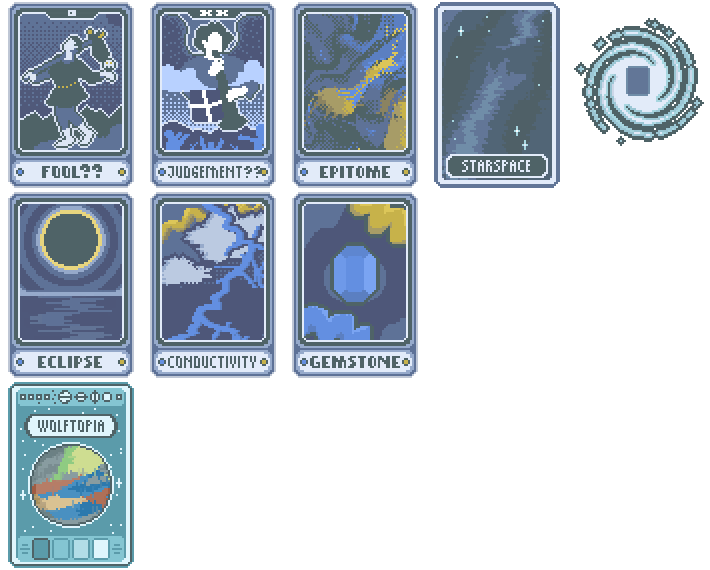 FOOL??
JUDGEMENT??
EPITOME
STARSPACE
ECLIPSE
CONDUCTIVITY
GEMSTONE
WOLFTOPIA